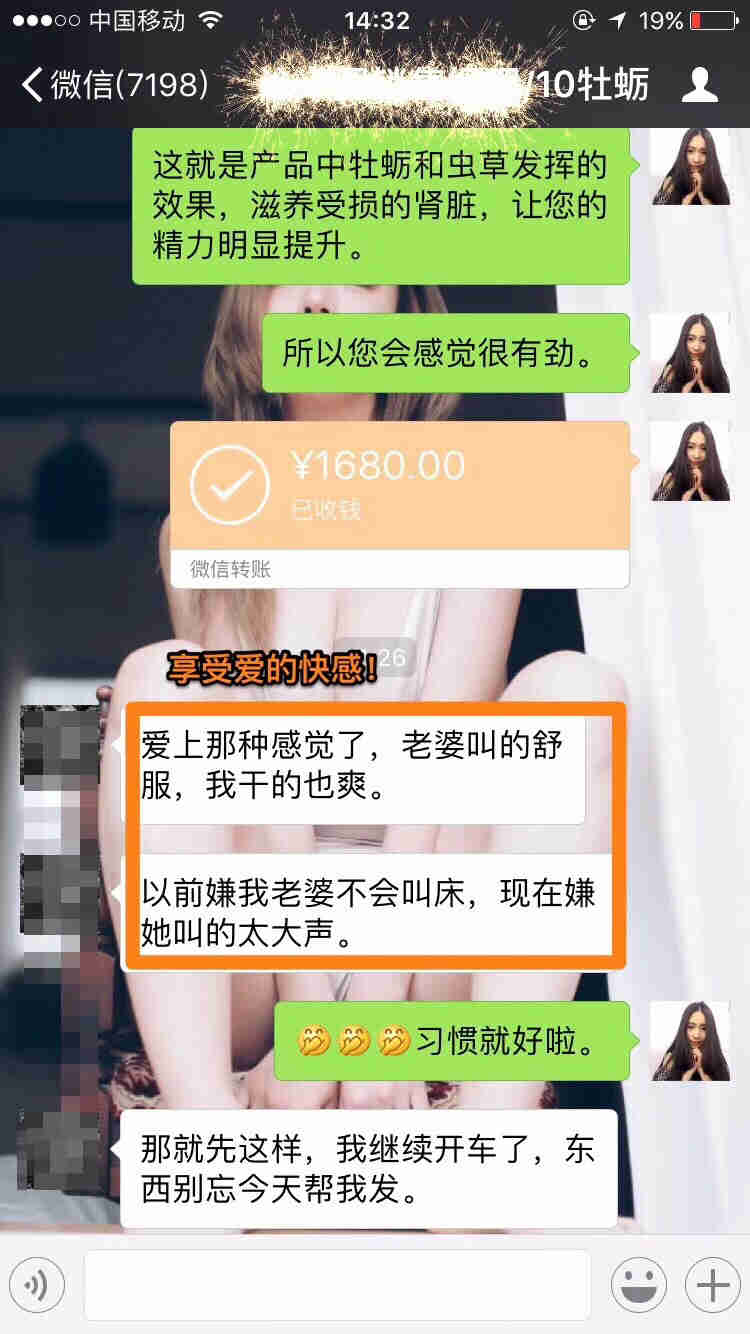 中国移动
14:32
19%
微信(7198)
/10牡蛎
这就是产品中牡蛎和虫草发挥的
效果，滋养受损的肾脏，让您的
精力明显提升。
所以您会感觉很有劲。
¥1680.00
已收钱
微信转账
26
享受爱的快感！
爱上那种感觉了，老婆叫的舒
服，我干的也爽。
以前嫌我老婆不会叫床，现在嫌
她叫的太大声。
🤭🤭🤭习惯就好啦。
那就先这样，我继续开车了，东
西别忘今天帮我发。